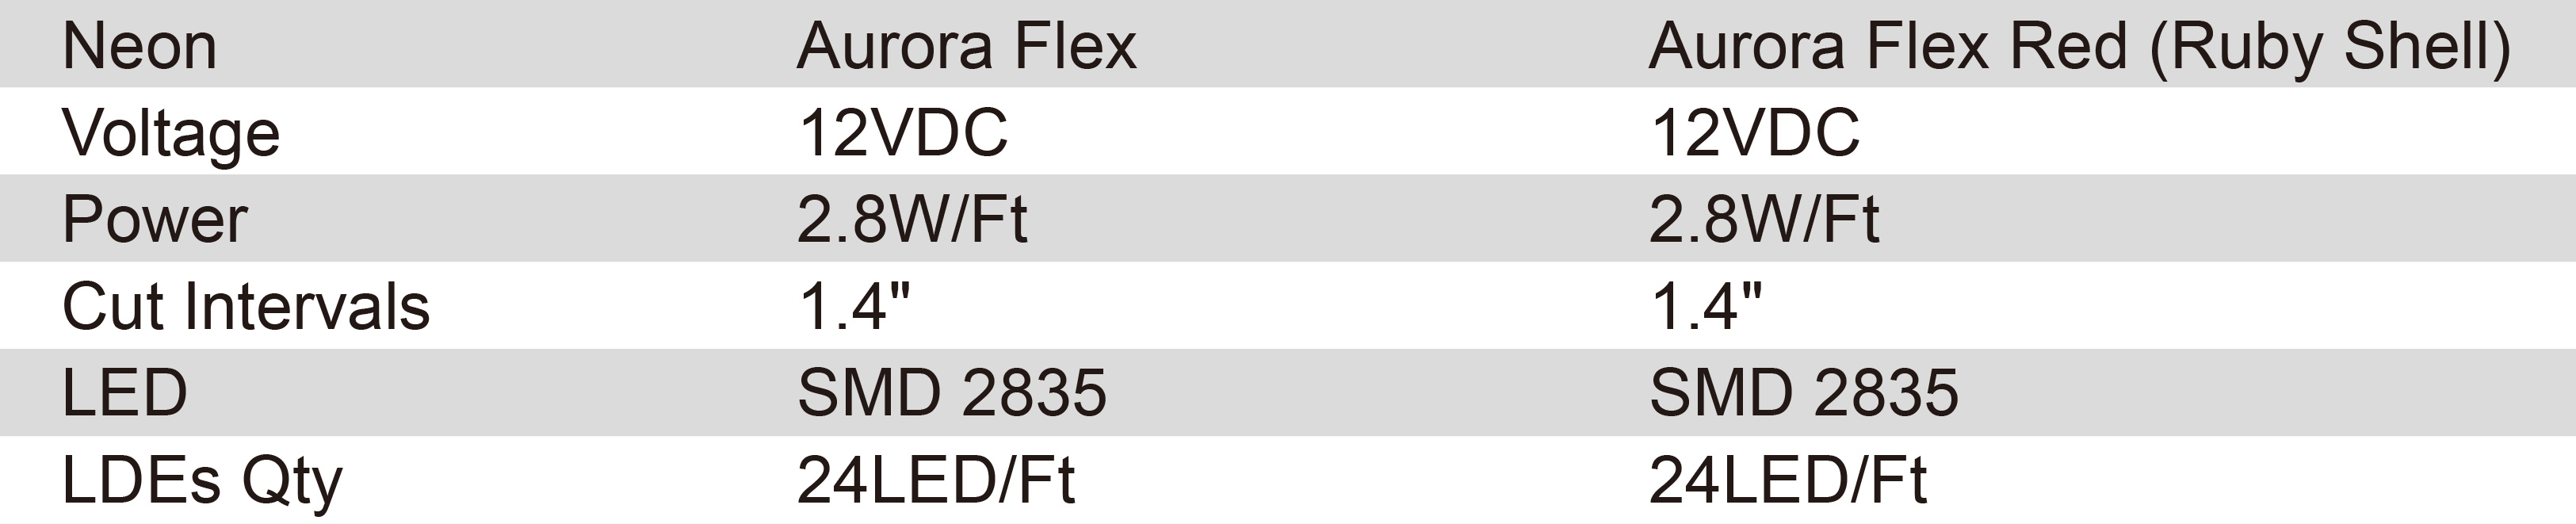 Neon Aurora Flex Aurora Flex Red (Ruby Shell)
Voltage 12VDC 12VDC
Power 2.8W/Ft 2.8W/Ft
Cut Intervals 1.4" 1.4"
LED SMD 2835 SMD 2835
LDEs Qty 24LED/Ft 24LED/Ft